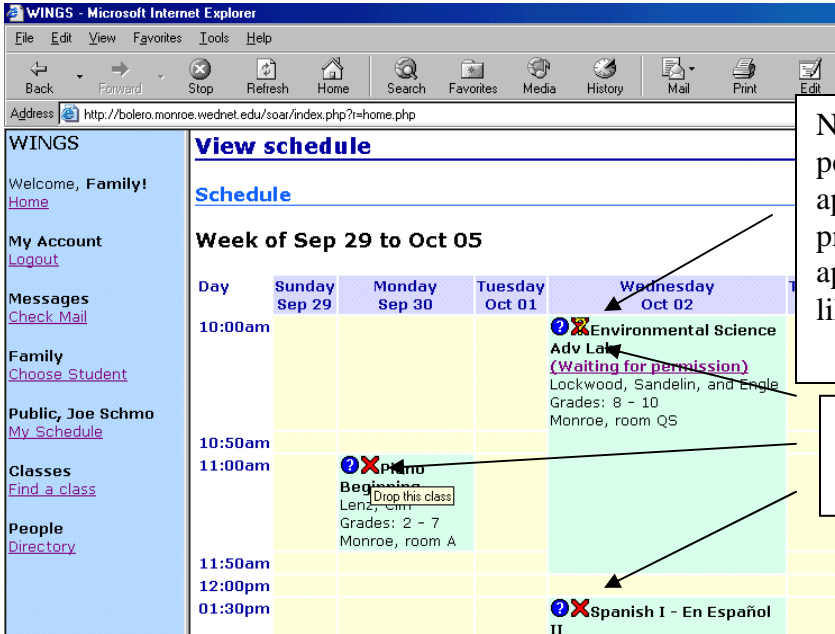 WINGS - Microsoft Internet Explorer
File Edit View Favorites Tools Help
Back Forward Stop Refresh Home Search Favorites Media History Mail Print Edit
Address http://bolero.monroe.wednet.edu/soar/index.php?r=home.php
WINGS
Welcome, Family!
Home
My Account
Logout
Messages
Check Mail
Family
Choose Student
Public, Joe Schmo
My Schedule
Classes
Find a class
People
Directory
View schedule
Schedule
Week of Sep 29 to Oct 05
Day Sunday Monday Tuesday Wednesday
Sep 29 Sep 30 Oct 01 Oct 02
10:00am
Environmental Science
Adv Lab
(Waiting for permission)
Lockwood, Sandelin, and Engle
Grades: 8 - 10
Monroe, room QS
10:50am
11:00am
Piano
Beginning
Drop this class
Lenz,
Grades: 2 - 7
Monroe, room A
11:50am
12:00pm
01:30pm
Spanish I - En Español
II